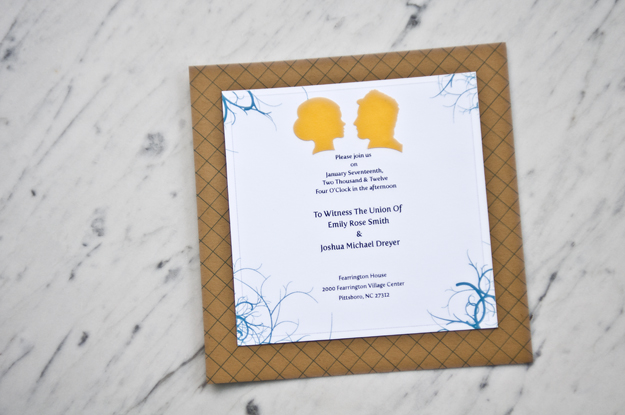 Please join us
on
January Seventeenth,
Two Thousand & Twelve
Four O'Clock in the afternoon
To Witness The Union Of
Emily Rose Smith
&
Joshua Michael Dreyer
Fearrington House
2000 Fearrington Village Center
Pittsboro, NC 27312